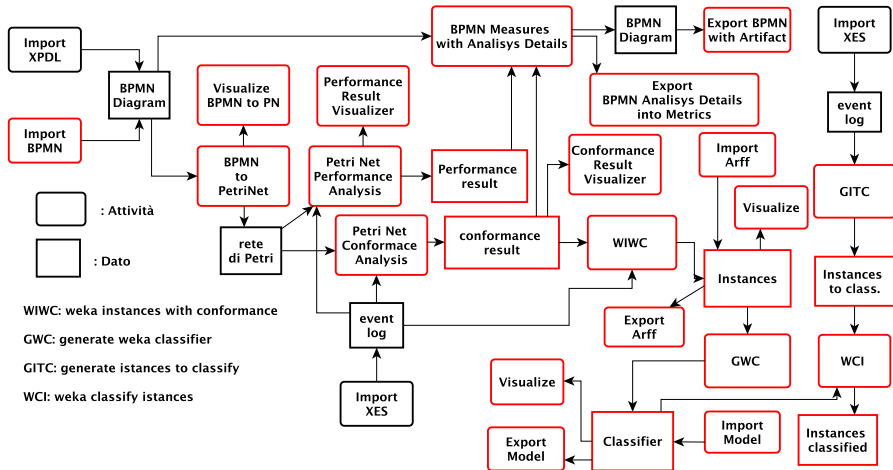 Import
XPDL
BPMN
Diagram
Import
BPMN
Visualize
BPMN to PN
BPMN
to
PetriNet
rete
di Petri
Performance
Result
Visualizer
Petri Net
Performance
Analysis
Petri Net
Conformace
Analysis
event
log
Import
XES
BPMN Measures
with Analisys Details
Performance
result
conformance
result
BPMN
Diagram
Export BPMN
with Artifact
Export
BPMN Analisys Details
into Metrics
Conformance
Result
Visualizer
WIWC
Import
Arff
Visualize
Instances
Export
Arff
GWC
Visualize
Export
Model
Classifier
Import
Model
Import
XES
event
log
GITC
Instances
to class.
WCI
Instances
classified
: Attività
: Dato
WIWC: weka instances with conformance
GWC: generate weka classifier
GITC: generate istances to classify
WCI: weka classify istances